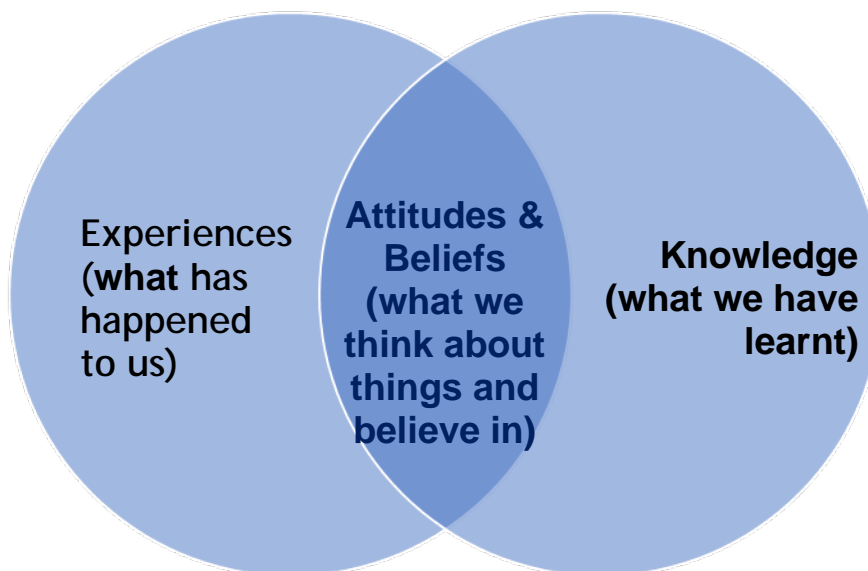 Experiences
(what has
happened
to us)
Attitudes &
Beliefs
(what we
think about
things and
believe in)
Knowledge
(what we have
learnt)